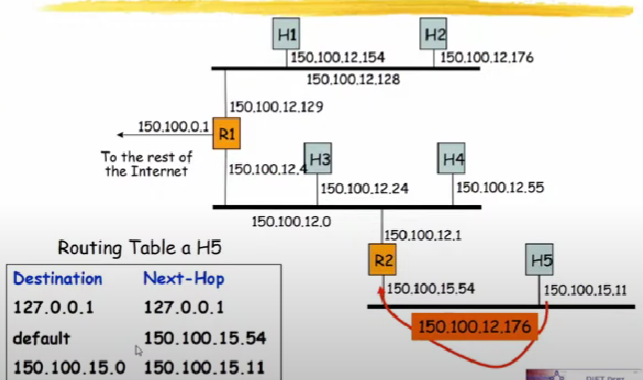 H1
H2
150.100.12.154
150.100.12.176
150.100.12.128
150.100.12.129
150.100.0.1
R1
To the rest of
the Internet
150.100.12.4
H3
H4
150.100.12.24
150.100.12.55
150.100.12.0
150.100.12.1
Routing Table a H5
R2
H5
Destination Next-Hop
150.100.15.54
150.100.15.11
127.0.0.1 127.0.0.1
150.100.12.176
default 150.100.15.54
150.100.15.0 150.100.15.11